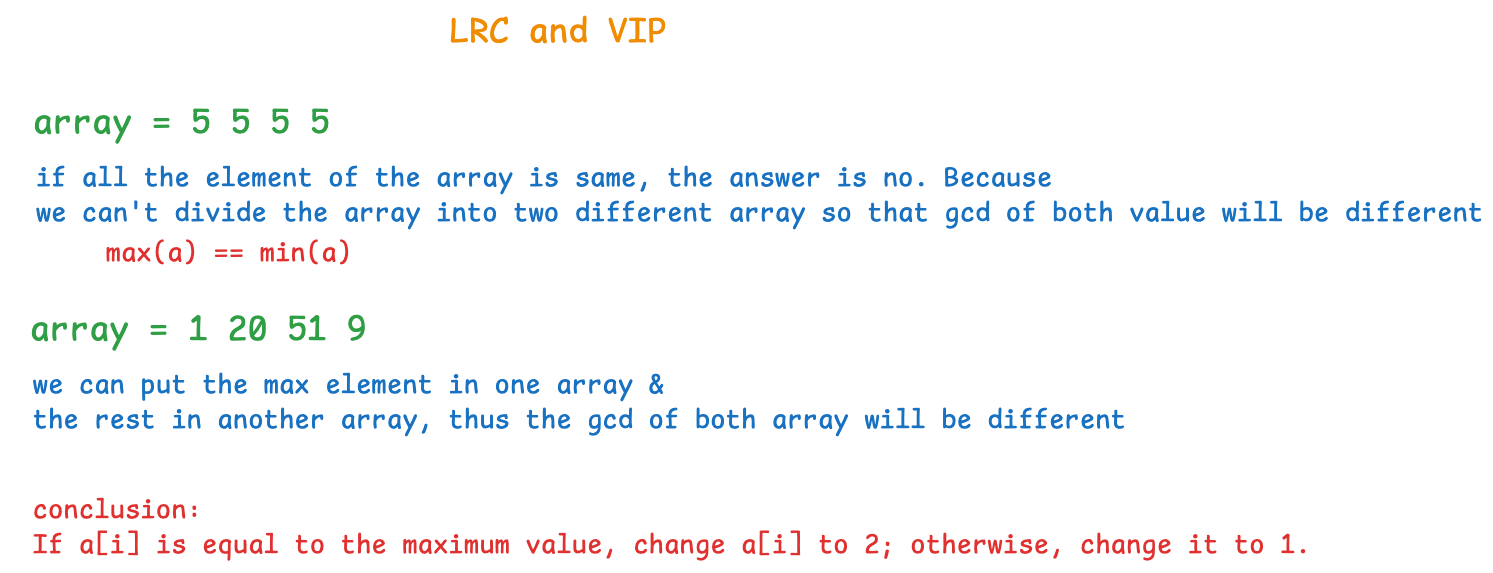 LRC and VIP
array = 5 5 5 5
if all the element of the array is same, the answer is no. Because
we can't divide the array into two different array so that gcd of both value will be different
max(a) == min(a)
array = 1 20 51 9
we can put the max element in one array &
the rest in another array, thus the gcd of both array will be different
conclusion:
If a[i] is equal to the maximum value, change a[i] to 2; otherwise, change it to 1.